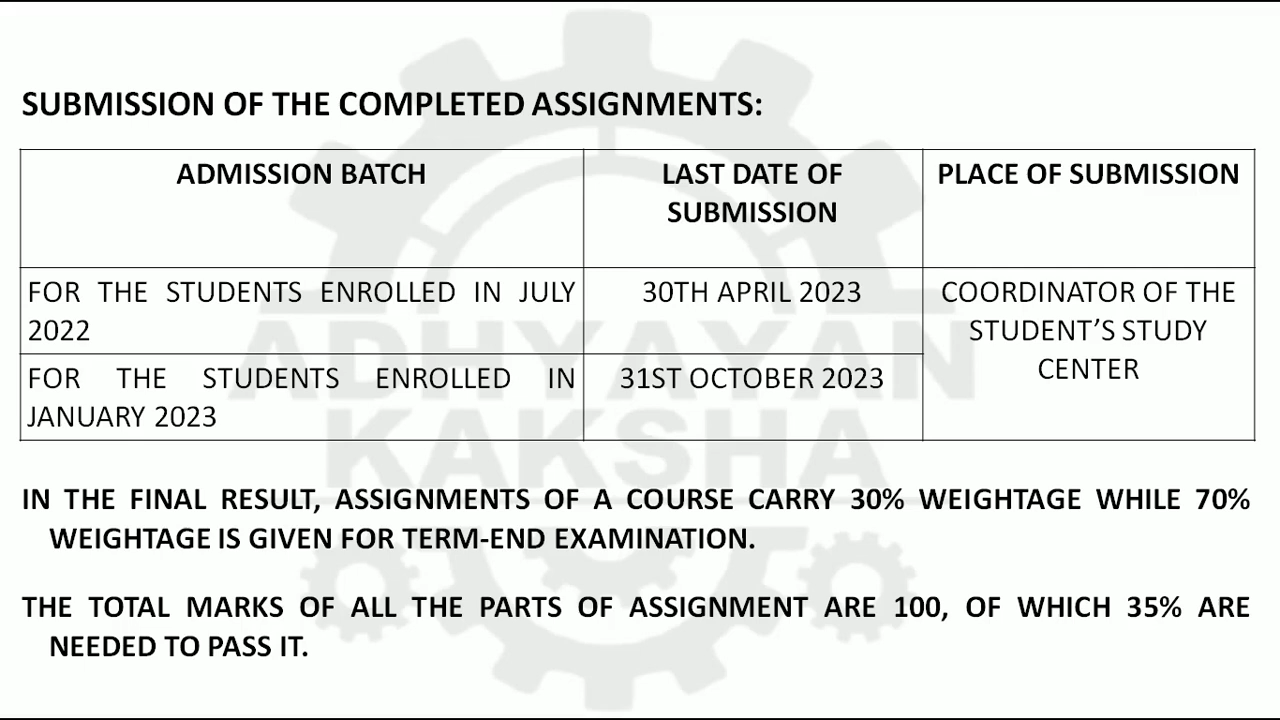 SUBMISSION OF THE COMPLETED ASSIGNMENTS:
ADMISSION BATCH
LAST DATE OF
SUBMISSION
PLACE OF SUBMISSION
FOR THE STUDENTS ENROLLED IN JULY
2022
30TH APRIL 2023
COORDINATOR OF THE
STUDENT’S STUDY
CENTER
FOR THE STUDENTS ENROLLED IN
JANUARY 2023
31ST OCTOBER 2023
ADHYAYAN
KAKSHA
IN THE FINAL RESULT, ASSIGNMENTS OF A COURSE CARRY 30% WEIGHTAGE WHILE 70%
WEIGHTAGE IS GIVEN FOR TERM-END EXAMINATION.
THE TOTAL MARKS OF ALL THE PARTS OF ASSIGNMENT ARE 100, OF WHICH 35% ARE
NEEDED TO PASS IT.